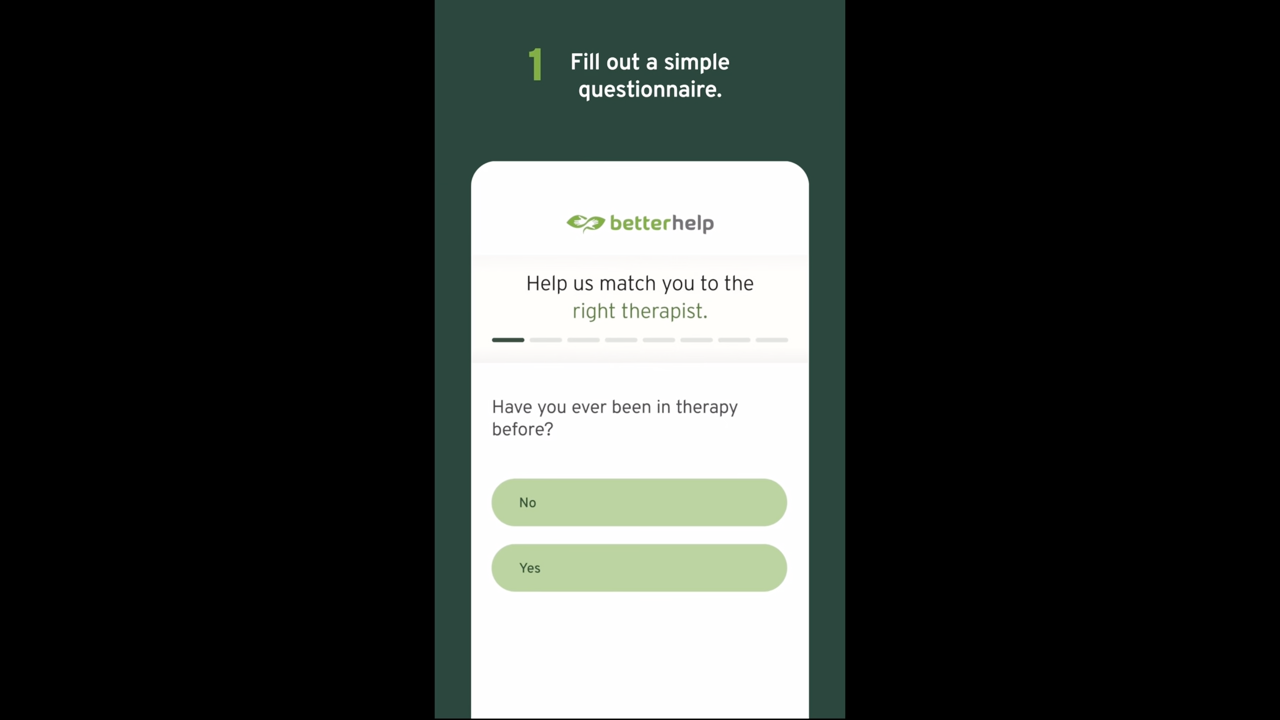 1
Fill out a simple
questionnaire.
betterhelp
Help us match you to the
right therapist.
Have you ever been in therapy
before?
No
Yes